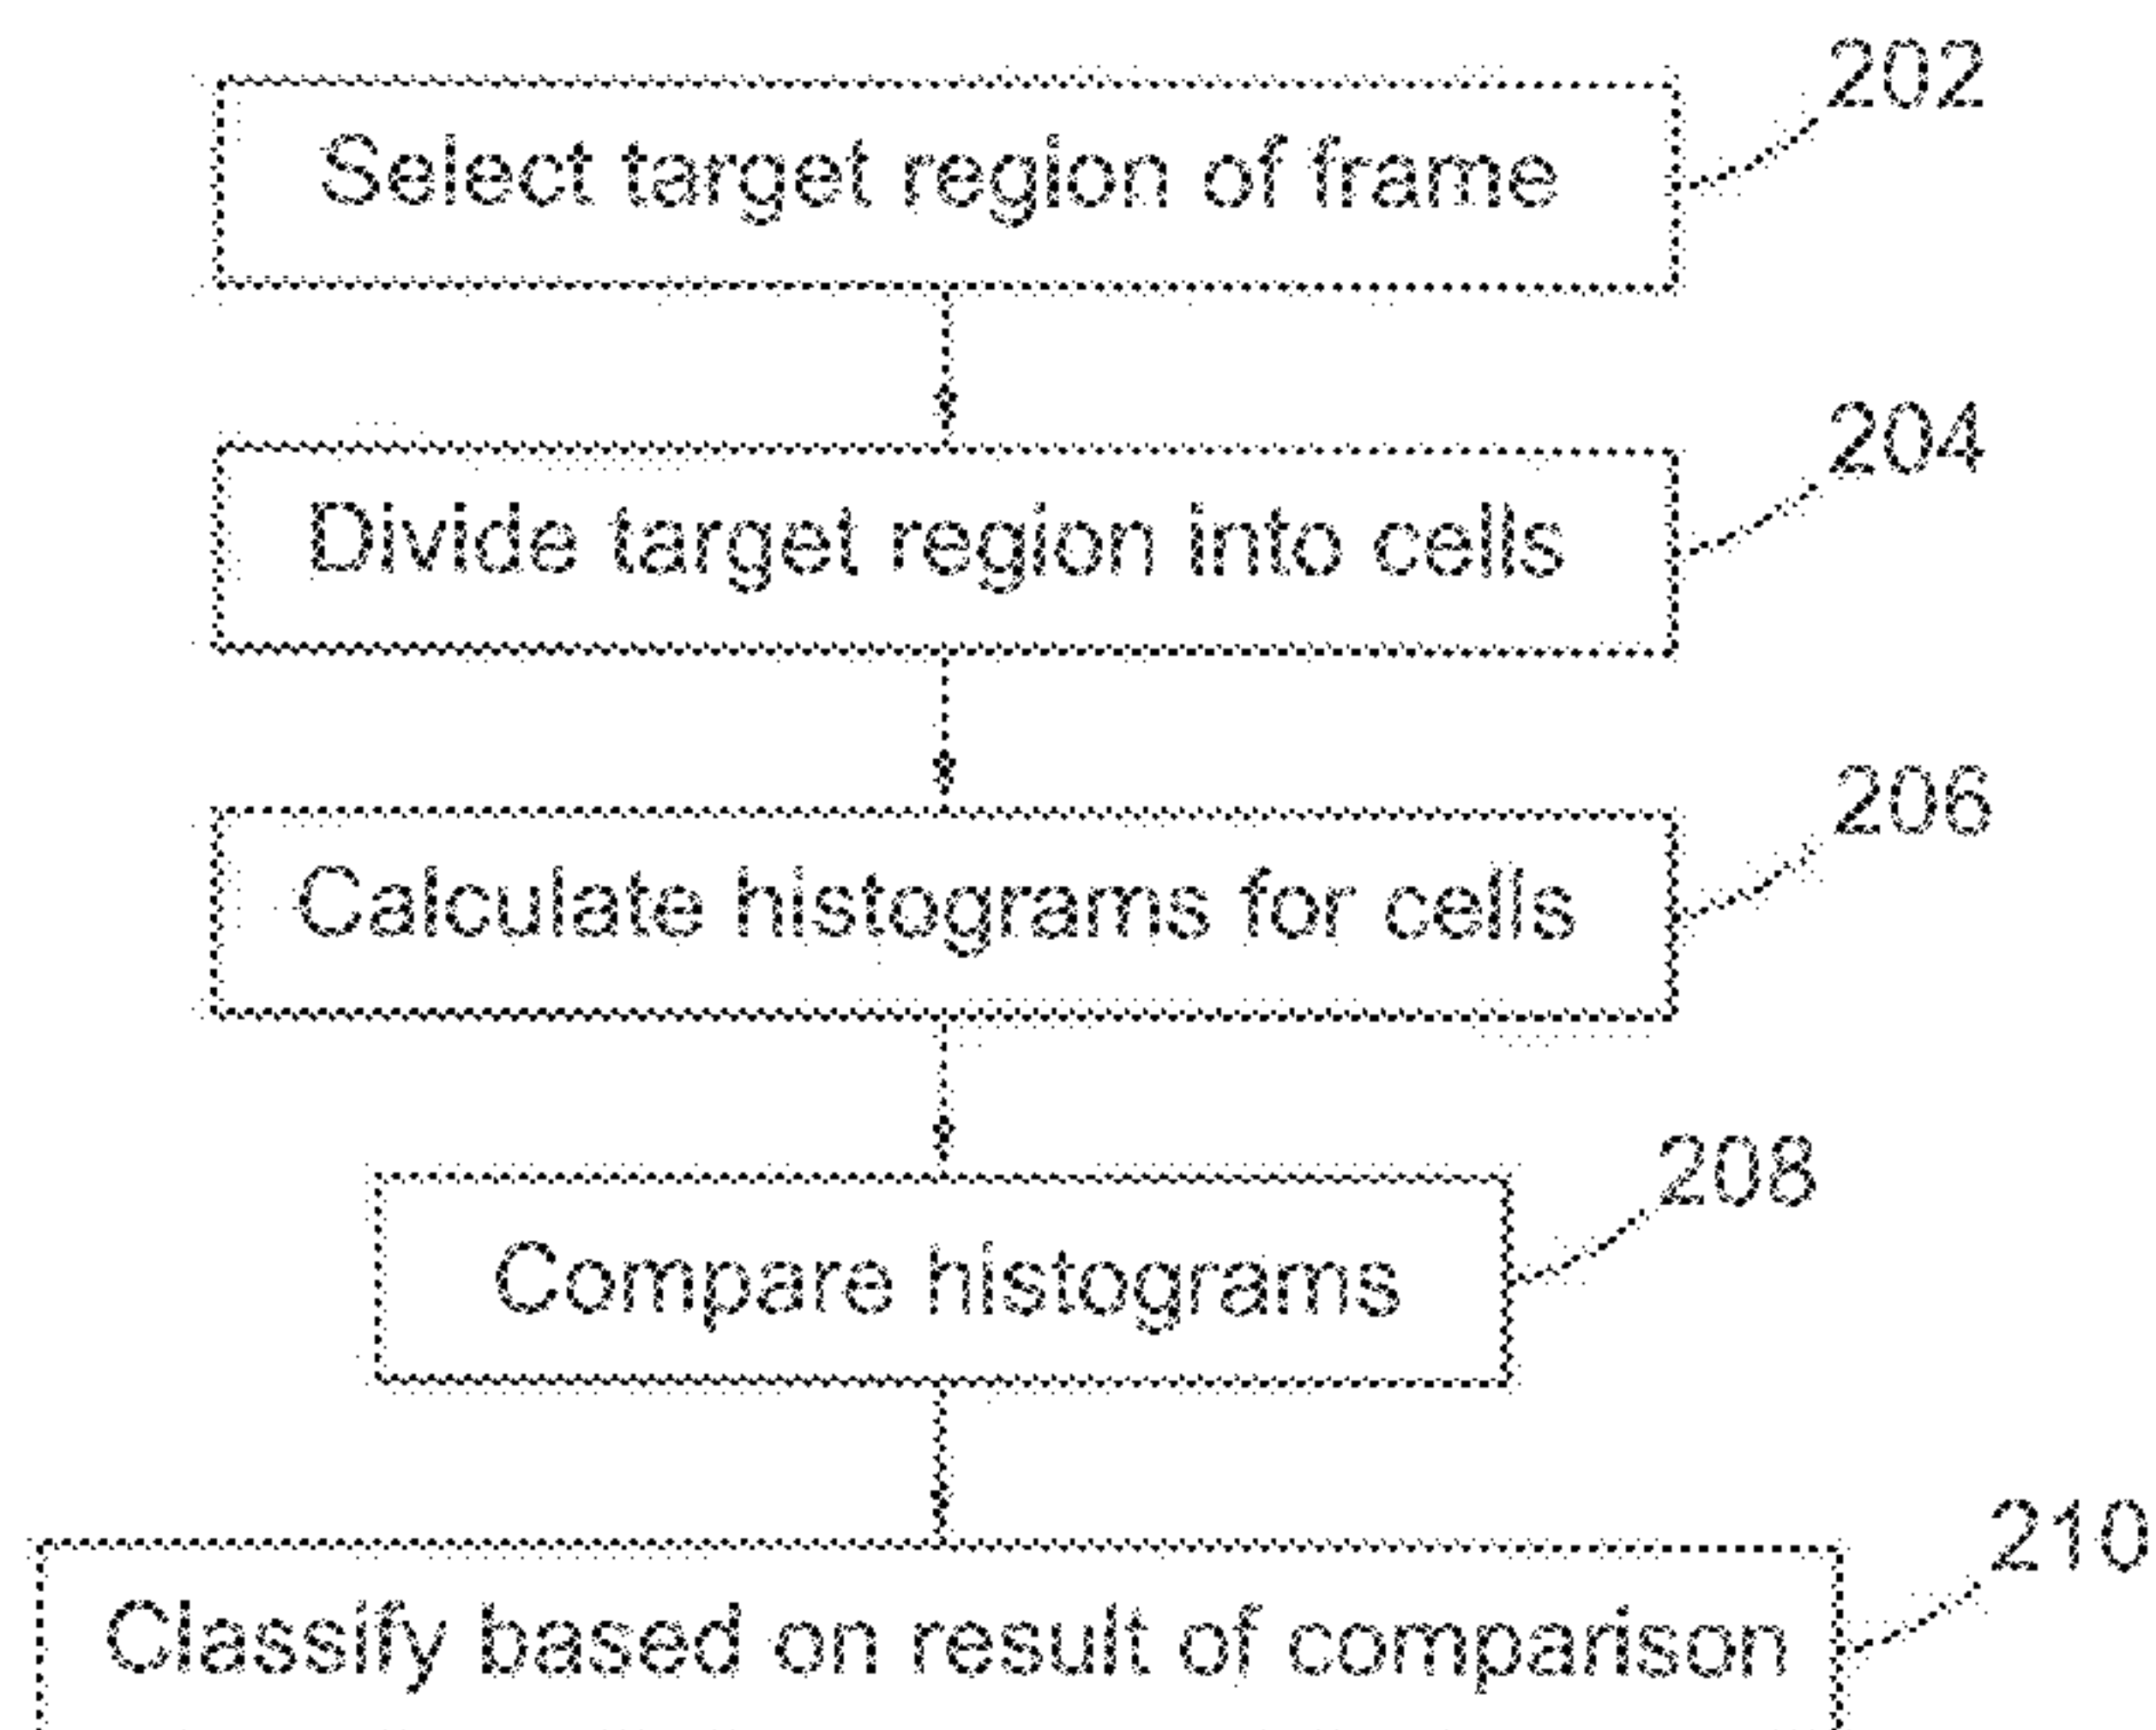 202
Select target region of frame
204
Divide target region into cells
206
Calculate histograms for cells
208
Compare histograms
210
Classify based on result of comparison